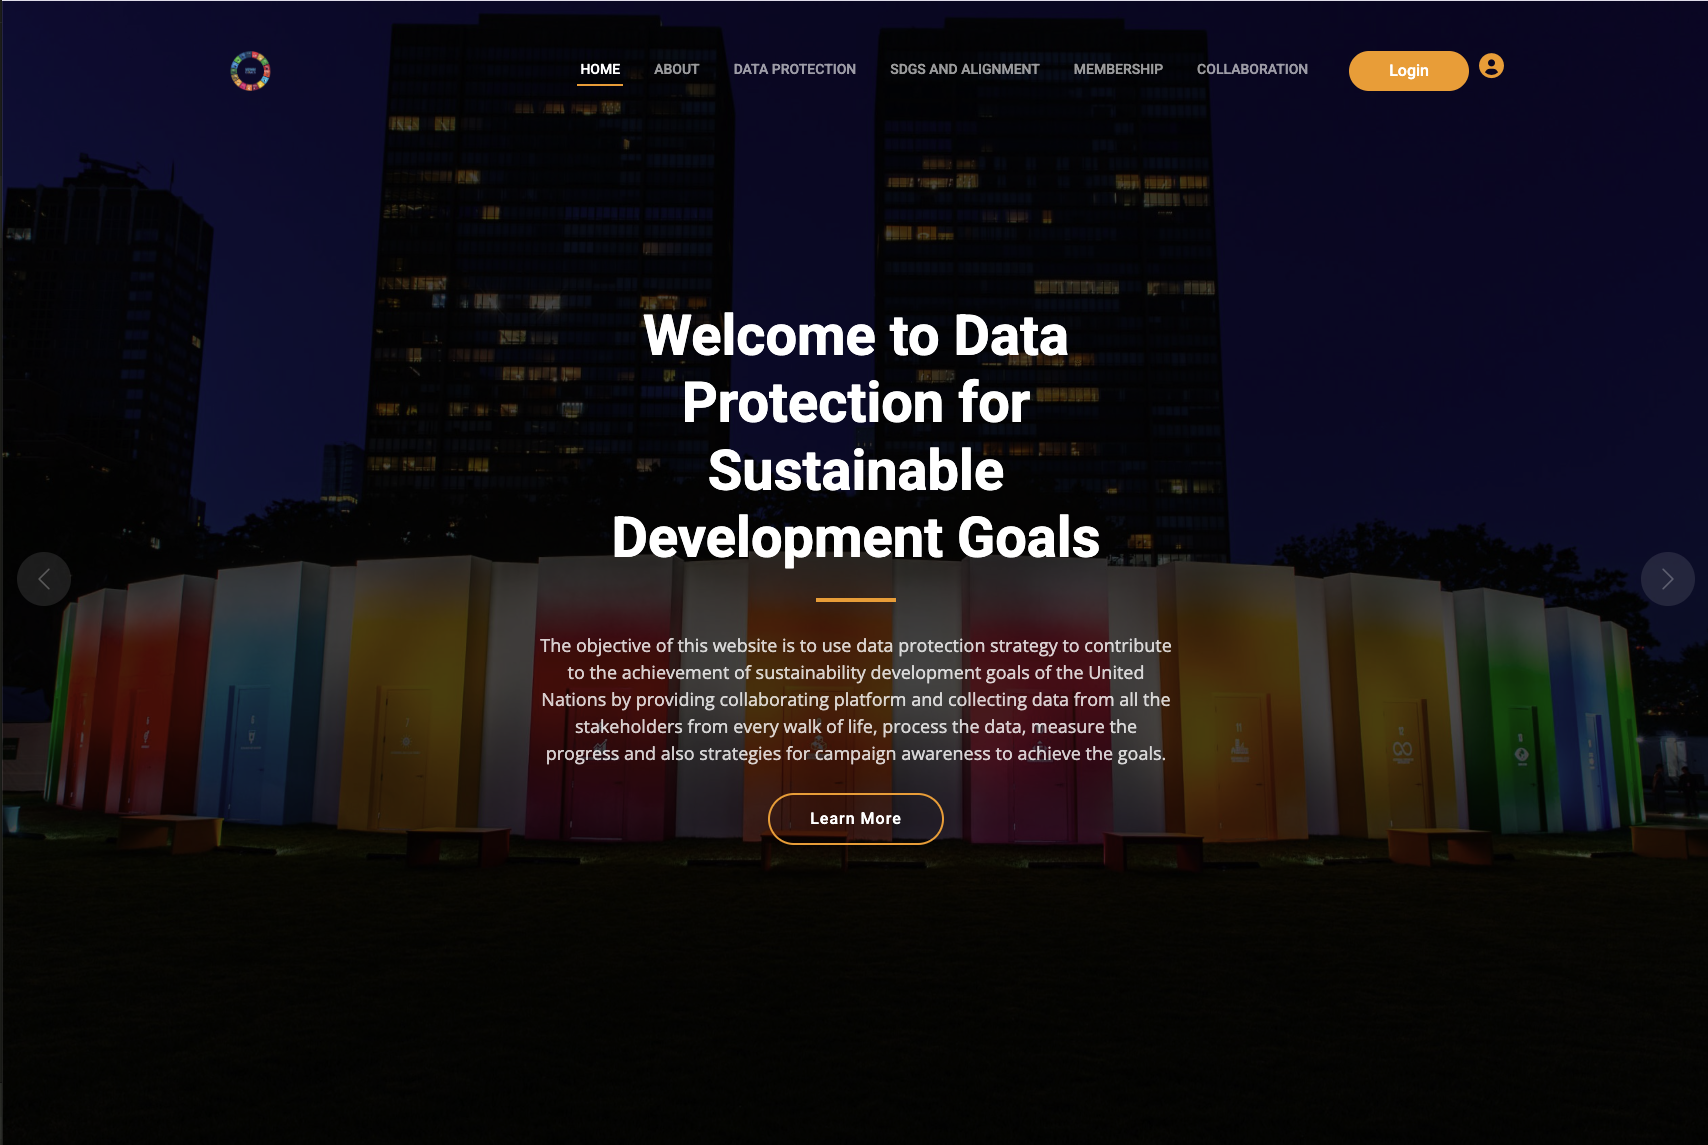 HOME ABOUT DATA PROTECTION SDGS AND ALIGNMENT MEMBERSHIP COLLABORATION Login
Welcome to Data
Protection for
Sustainable
Development Goals
The objective of this website is to use data protection strategy to contribute
to the achievement of sustainability development goals of the United
Nations by providing collaborating platform and collecting data from all the
stakeholders from every walk of life, process the data, measure the
progress and also strategies for campaign awareness to achieve the goals.
Learn More